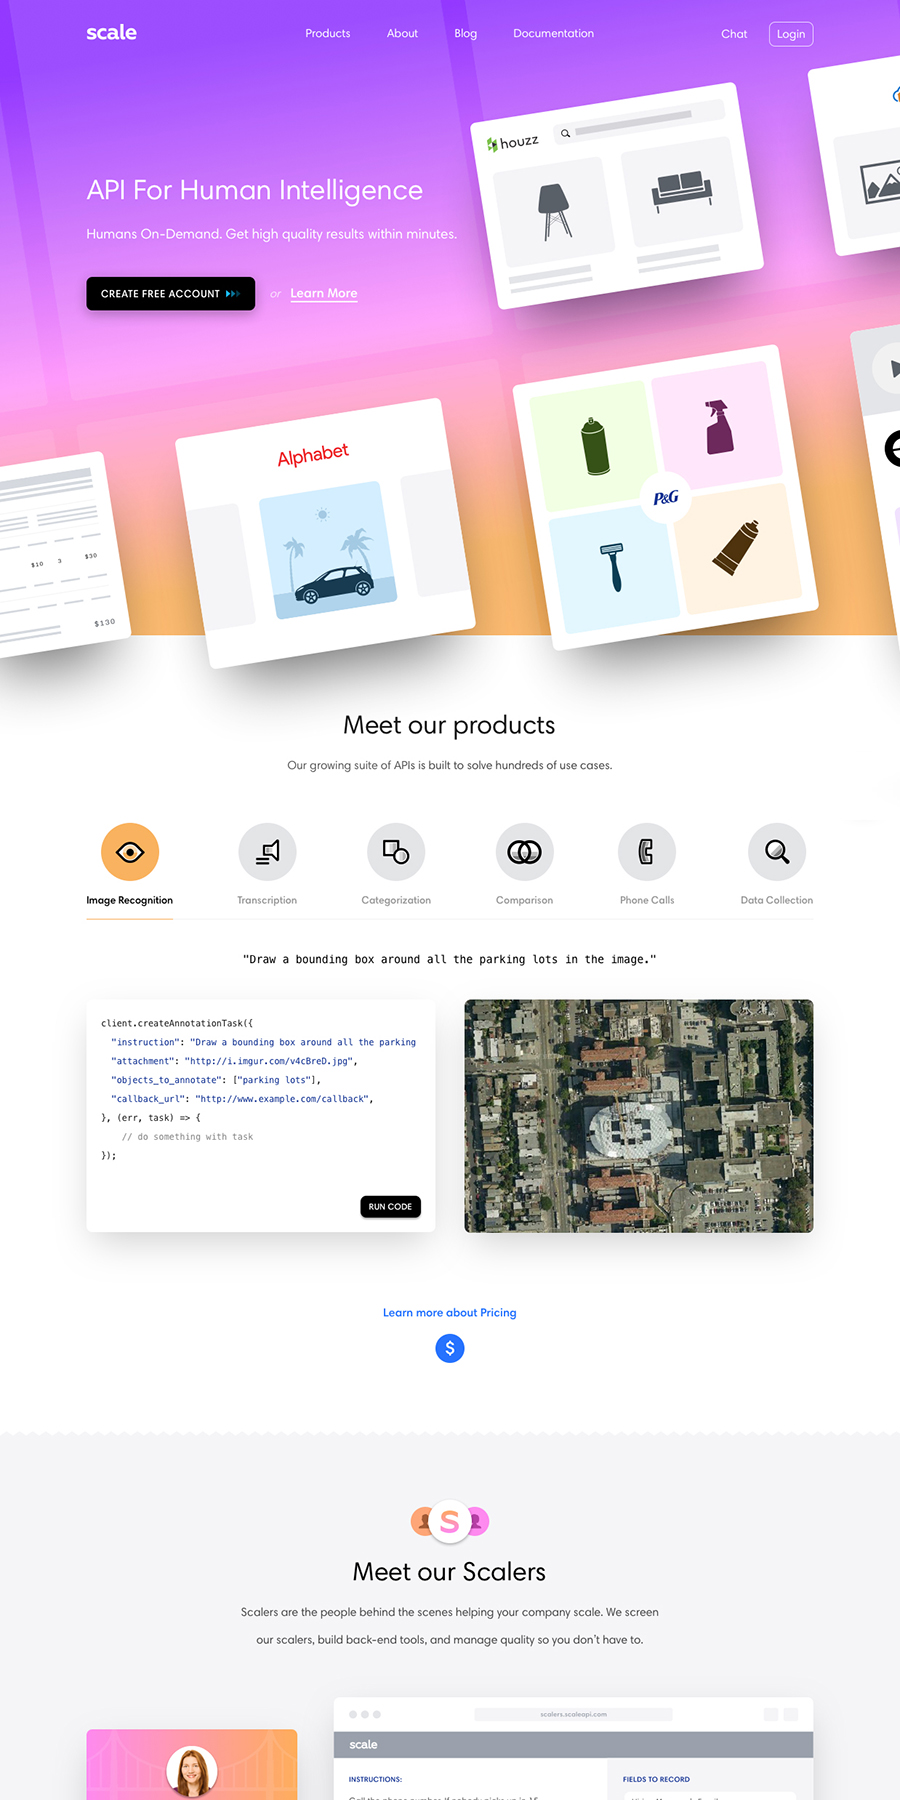 scale
Products About Blog Documentation Chat Login
houzz
API For Human Intelligence
Humans On-Demand. Get high quality results within minutes.
CREATE FREE ACCOUNT or Learn More
Alphabet
P&G
$10 3 $30
$130
Meet our products
Our growing suite of APIs is built to solve hundreds of use cases.
Image Recognition Transcription Categorization Comparison Phone Calls Data Collection
"Draw a bounding box around all the parking lots in the image."
client.createAnnotationTask({
"instruction": "Draw a bounding box around all the parking
"attachment": "http://i.imgur.com/v4cBreD.jpg",
"objects_to_annotate": ["parking lots"],
"callback_url": "http://www.example.com/callback",
}, (err, task) => {
// do something with task
});
RUN CODE
Learn more about Pricing
$
S
Meet our Scalers
Scalers are the people behind the scenes helping your company scale. We screen
our scalers, build back-end tools, and manage quality so you don't have to.
scalers.scaleapi.com
scale
INSTRUCTIONS:
FIELDS TO RECORD